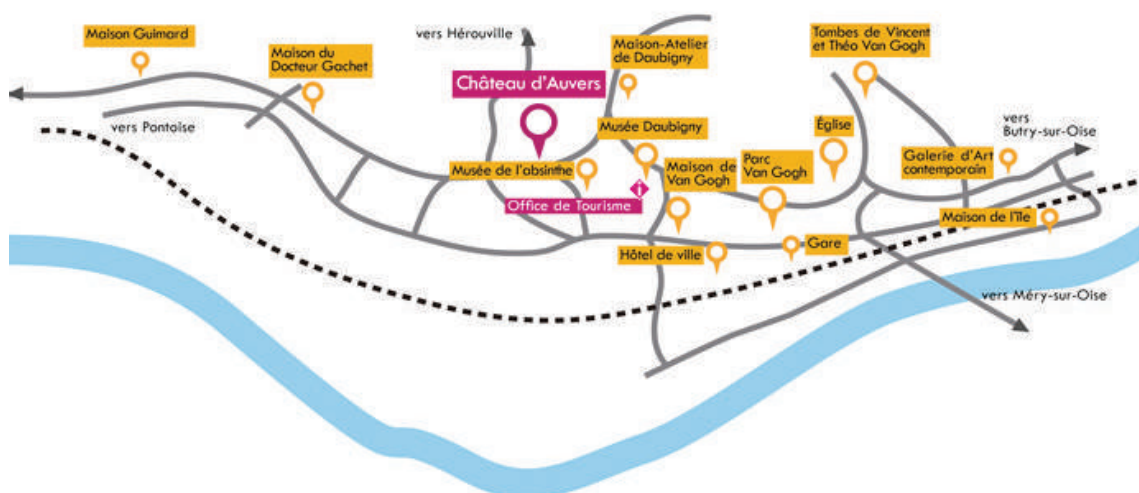 Maison Guimard
Maison du
Docteur Gachet
vers Pontoise
vers Hérouville
Château d'Auvers
Maison-Atelier
de Daubigny
Tombes de Vincent
et Théo Van Gogh
Musée Daubigny
Église
vers
Butry-sur-Oise
Musée de l'absinthe
Maison de
Van Gogh
Parc
Van Gogh
Galerie d'Art
contemporain
i
Office de Tourisme
Hôtel de ville
Gare
Maison de l'île
vers Méry-sur-Oise